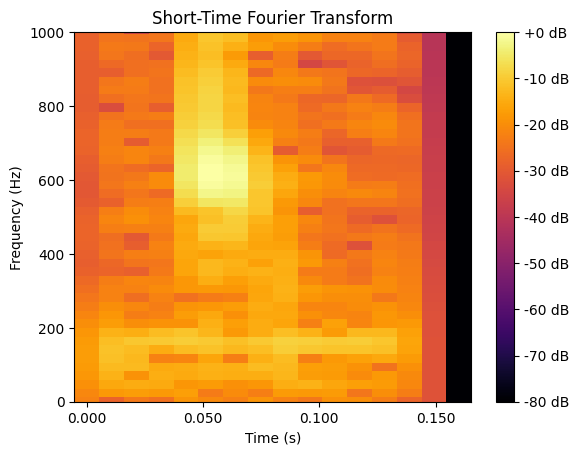 Short-Time Fourier Transform
Frequency (Hz)
1000
800
600
400
200
0
0.000
0.050
0.100
0.150
Time (s)
+0 dB
-10 dB
-20 dB
-30 dB
-40 dB
-50 dB
-60 dB
-70 dB
-80 dB